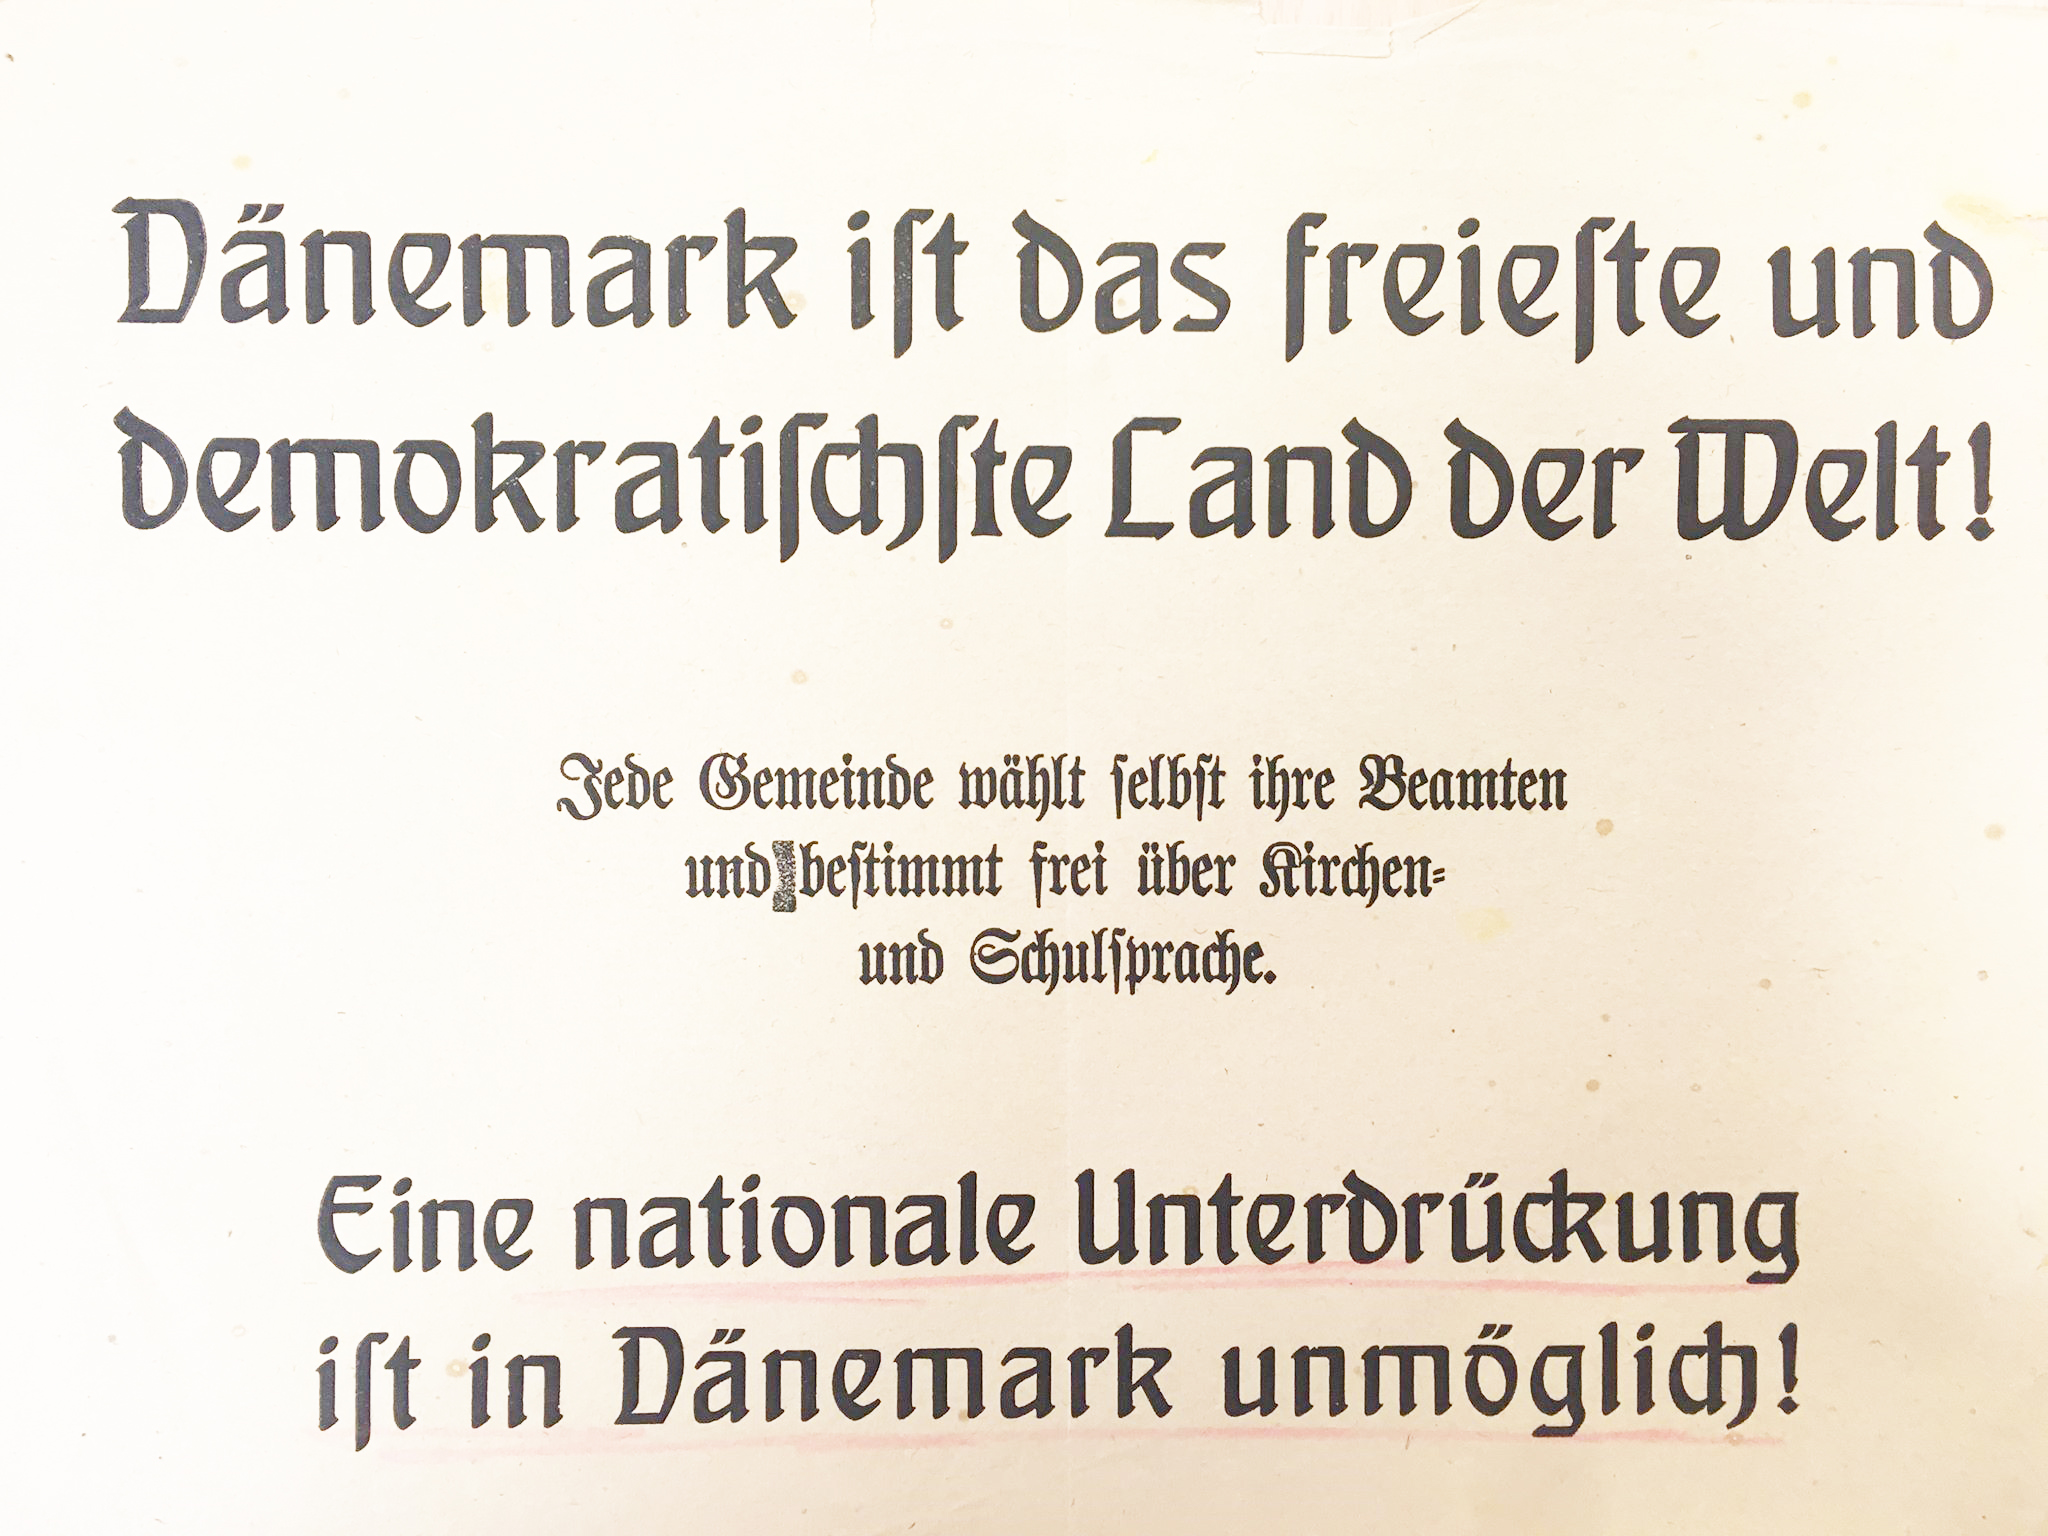 Dänemark iſt das freieſte und
demokratiſchſte Land der Welt!
Jede Gemeinde wählt ſelbſt ihre Beamten
und beſtimmt frei über Kirchen-
und Schulſprache.
Eine nationale Unterdrückung
iſt in Dänemark unmöglich!